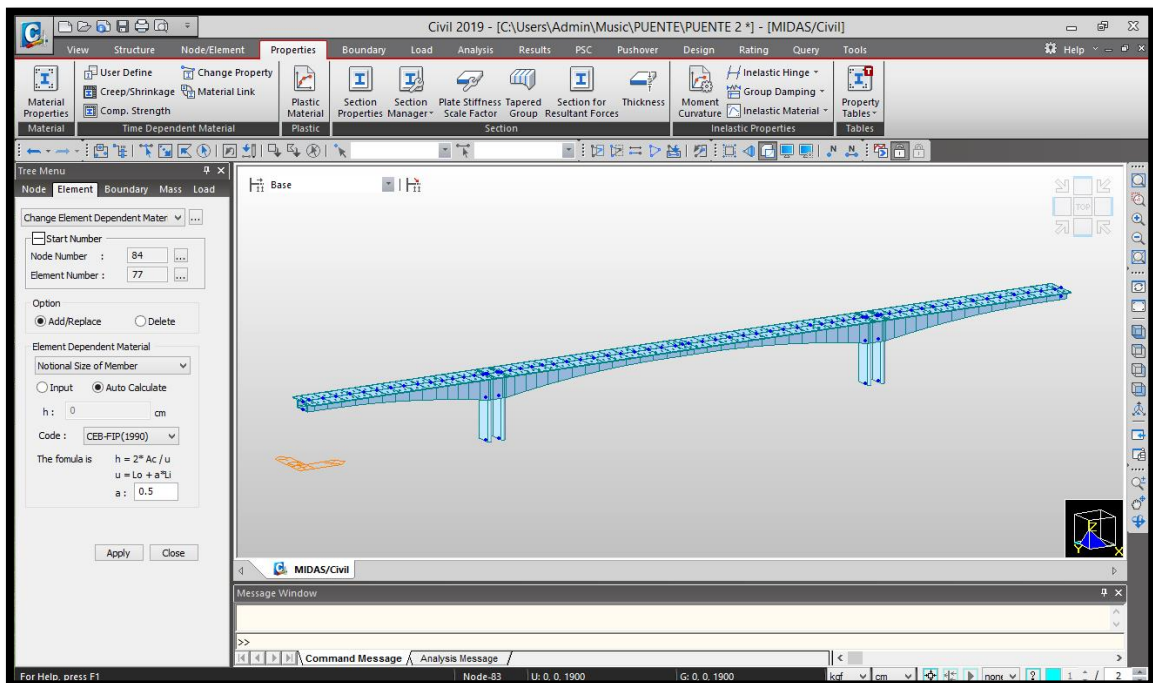 Civil 2019 - [C:\Users\Admin\Music\PUENTE\PUENTE 2 *] - [MIDAS/Civil]
View Structure Node/Element Properties Boundary Load Analysis Results PSC Pushover Design Rating Query Tools Help
User Define Change Property Inelastic Hinge
Creep/Shrinkage Material Link Group Damping
Comp. Strength Inelastic Material
Material Properties
Plastic Material
Section Properties
Section Manager
Plate Stiffness Scale Factor
Tapered Group
Section for Resultant Forces
Thickness
Moment Curvature
Property Tables
Material Time Dependent Material Plastic Section Inelastic Properties Tables
Tree Menu
Node Element Boundary Mass Load
Base
TOP
Change Element Dependent Mater ...
Start Number
Node Number : 84 ...
Element Number : 77 ...
Option
Add/Replace Delete
Element Dependent Material
Notional Size of Member
Input Auto Calculate
h : 0 cm
Code : CEB-FIP(1990)
The fomula is h = 2* Ac / u
u = Lo + a*Li
a : 0.5
Apply Close
Z
Y X
MIDAS/Civil
Message Window
>>
Command Message Analysis Message
For Help, press F1 Node-83 U: 0, 0, 1900 G: 0, 0, 1900 kgf cm none ? 1 / 2